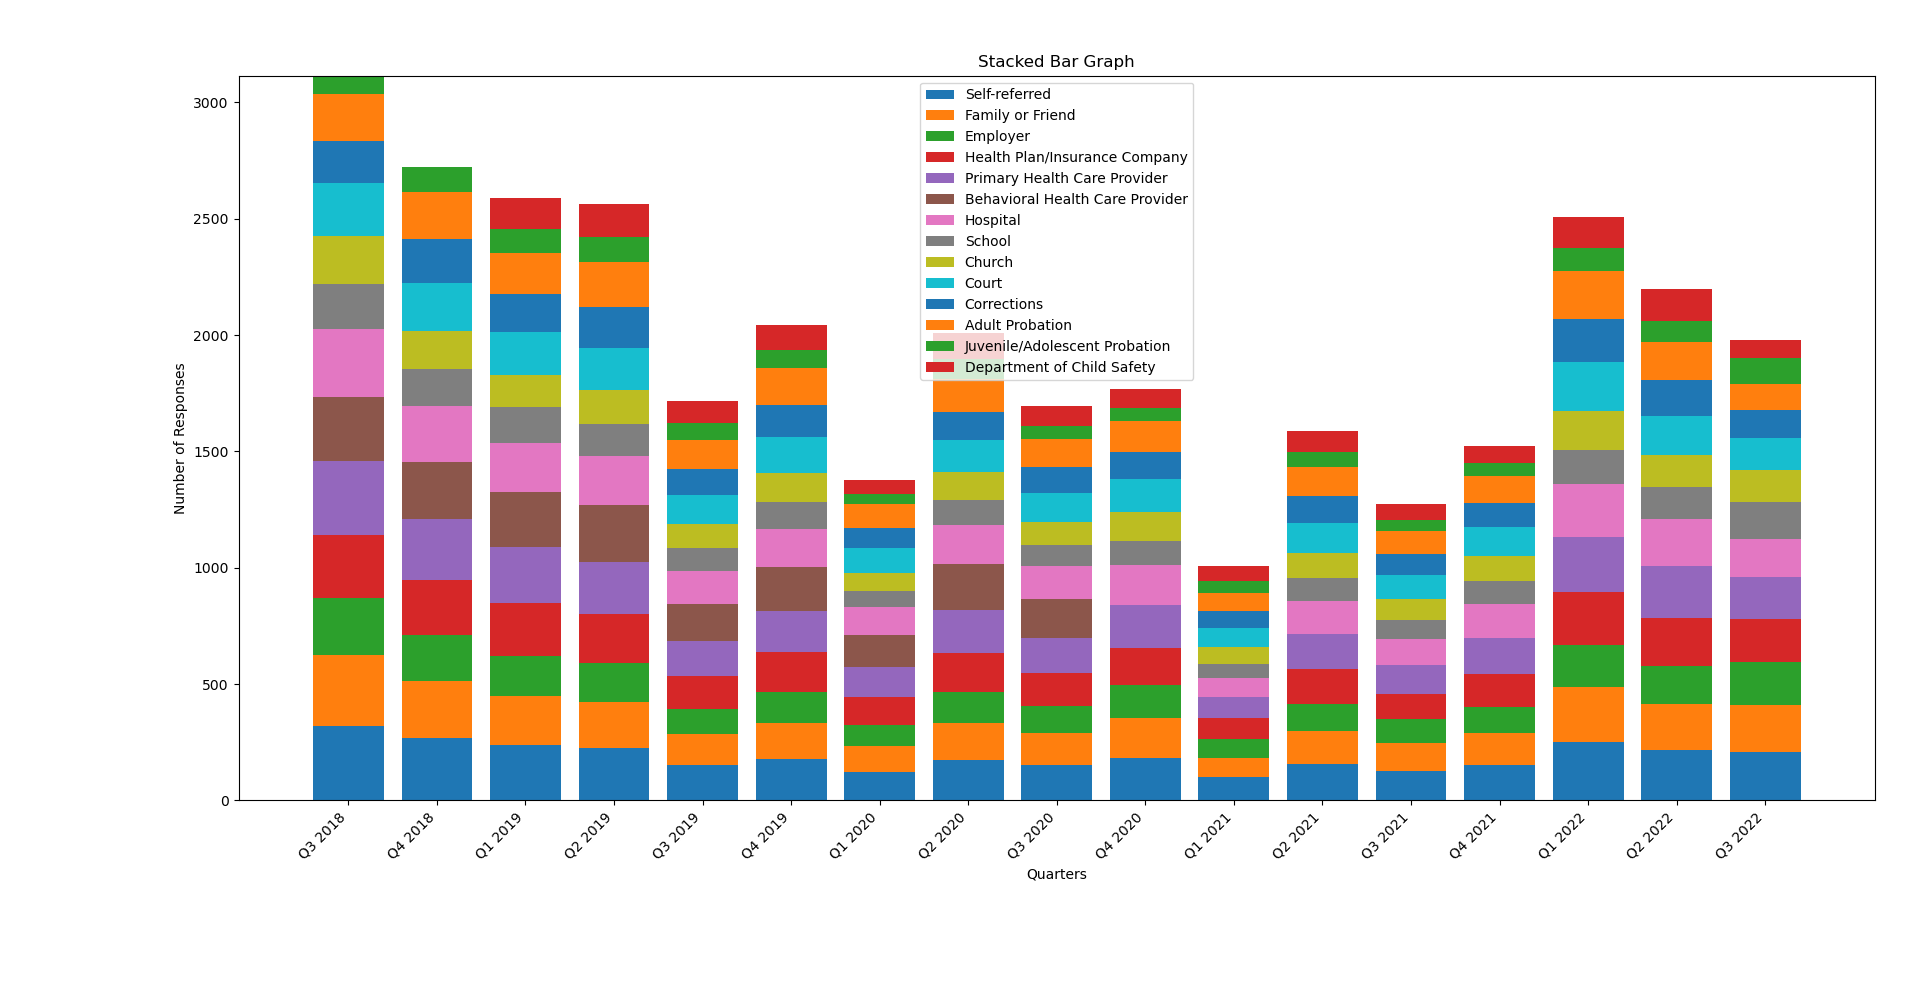 Stacked Bar Graph
3000
2500
2000
1500
1000
500
0
Number of Responses
Self-referred
Family or Friend
Employer
Health Plan/Insurance Company
Primary Health Care Provider
Behavioral Health Care Provider
Hospital
School
Church
Court
Corrections
Adult Probation
Juvenile/Adolescent Probation
Department of Child Safety
Q3 2018
Q4 2018
Q1 2019
Q2 2019
Q3 2019
Q4 2019
Q1 2020
Q2 2020
Q3 2020
Q4 2020
Q1 2021
Q2 2021
Q3 2021
Q4 2021
Q1 2022
Q2 2022
Q3 2022
Quarters